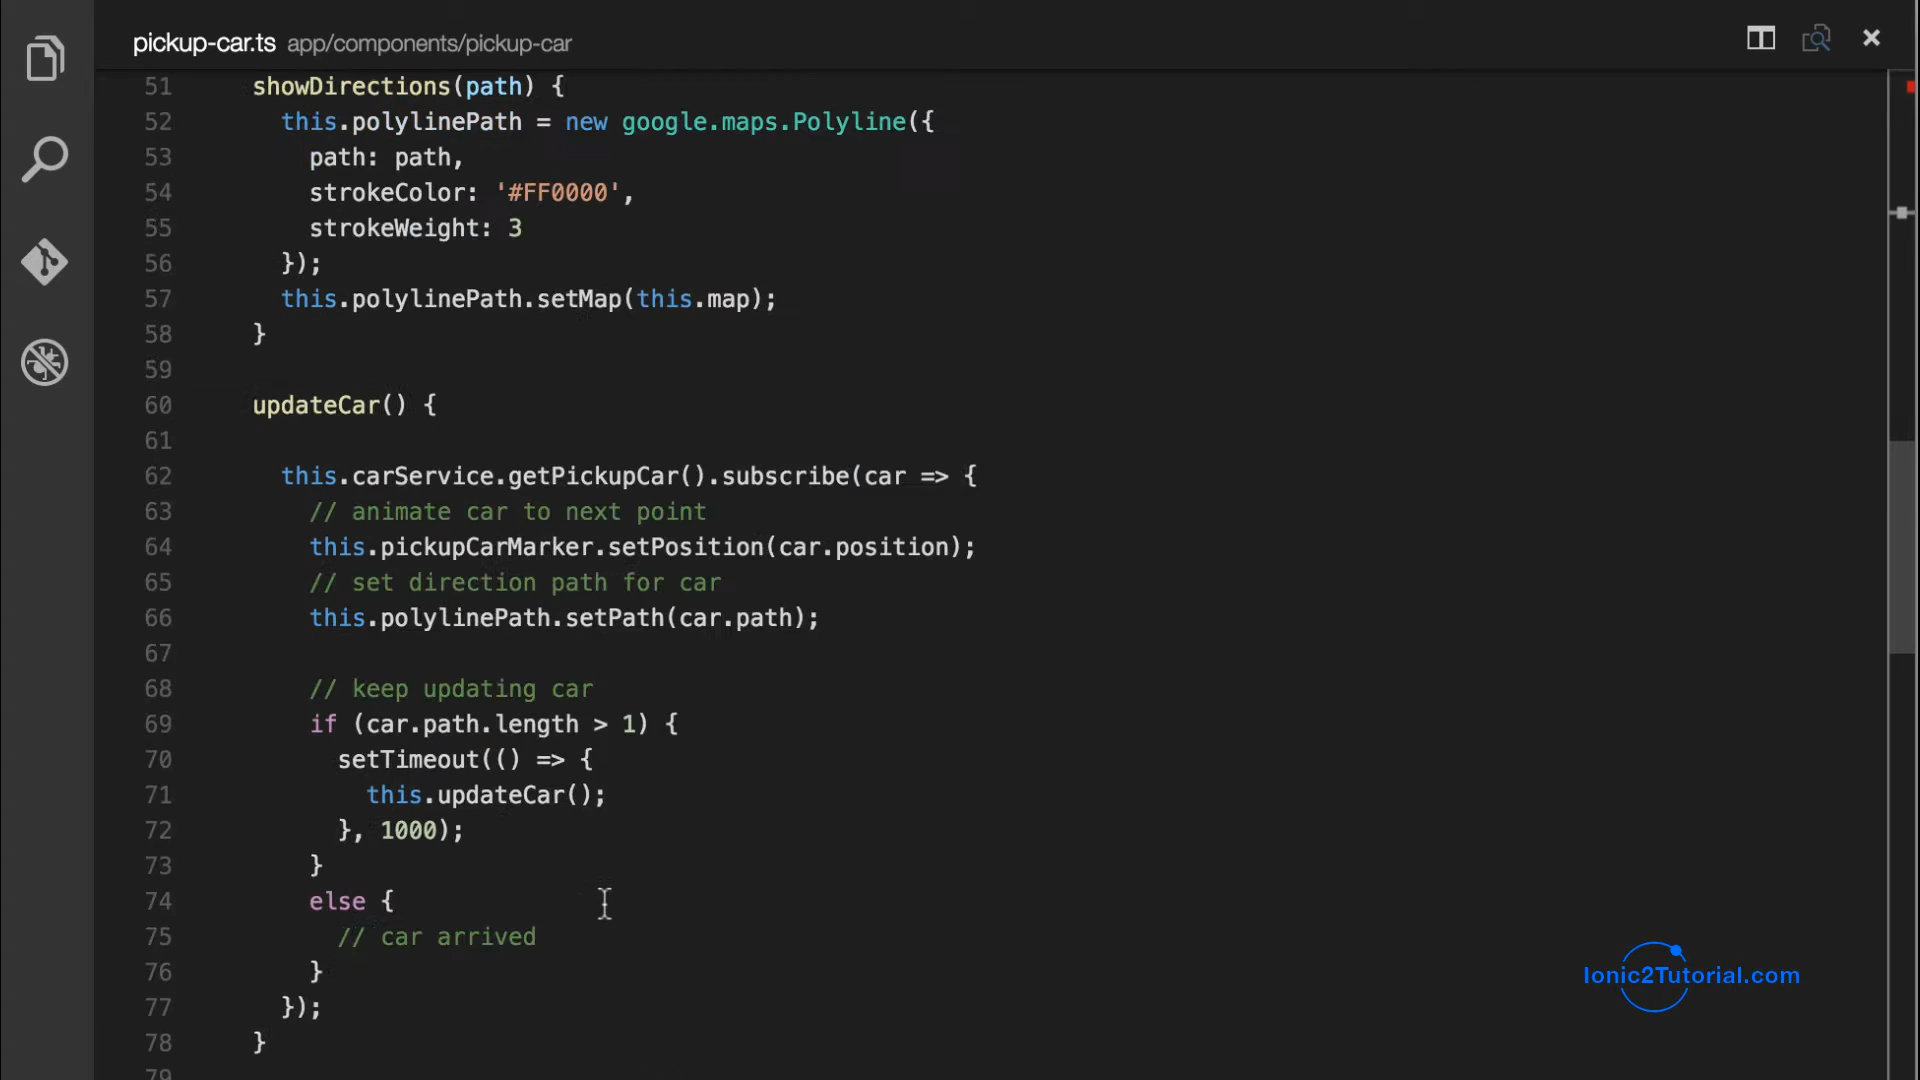 pickup-car.ts app/components/pickup-car
51 showDirections(path) {
52 this.polylinePath = new google.maps.Polyline({
53 path: path,
54 strokeColor: '#FF0000',
55 strokeWeight: 3
56 });
57 this.polylinePath.setMap(this.map);
58 }
59
60 updateCar() {
61
62 this.carService.getPickupCar().subscribe(car => {
63 // animate car to next point
64 this.pickupCarMarker.setPosition(car.position);
65 // set direction path for car
66 this.polylinePath.setPath(car.path);
67
68 // keep updating car
69 if (car.path.length > 1) {
70 setTimeout(() => {
71 this.updateCar();
72 }, 1000);
73 }
74 else {
75 // car arrived
76 }
77 });
78 }
79
Ionic2Tutorial.com